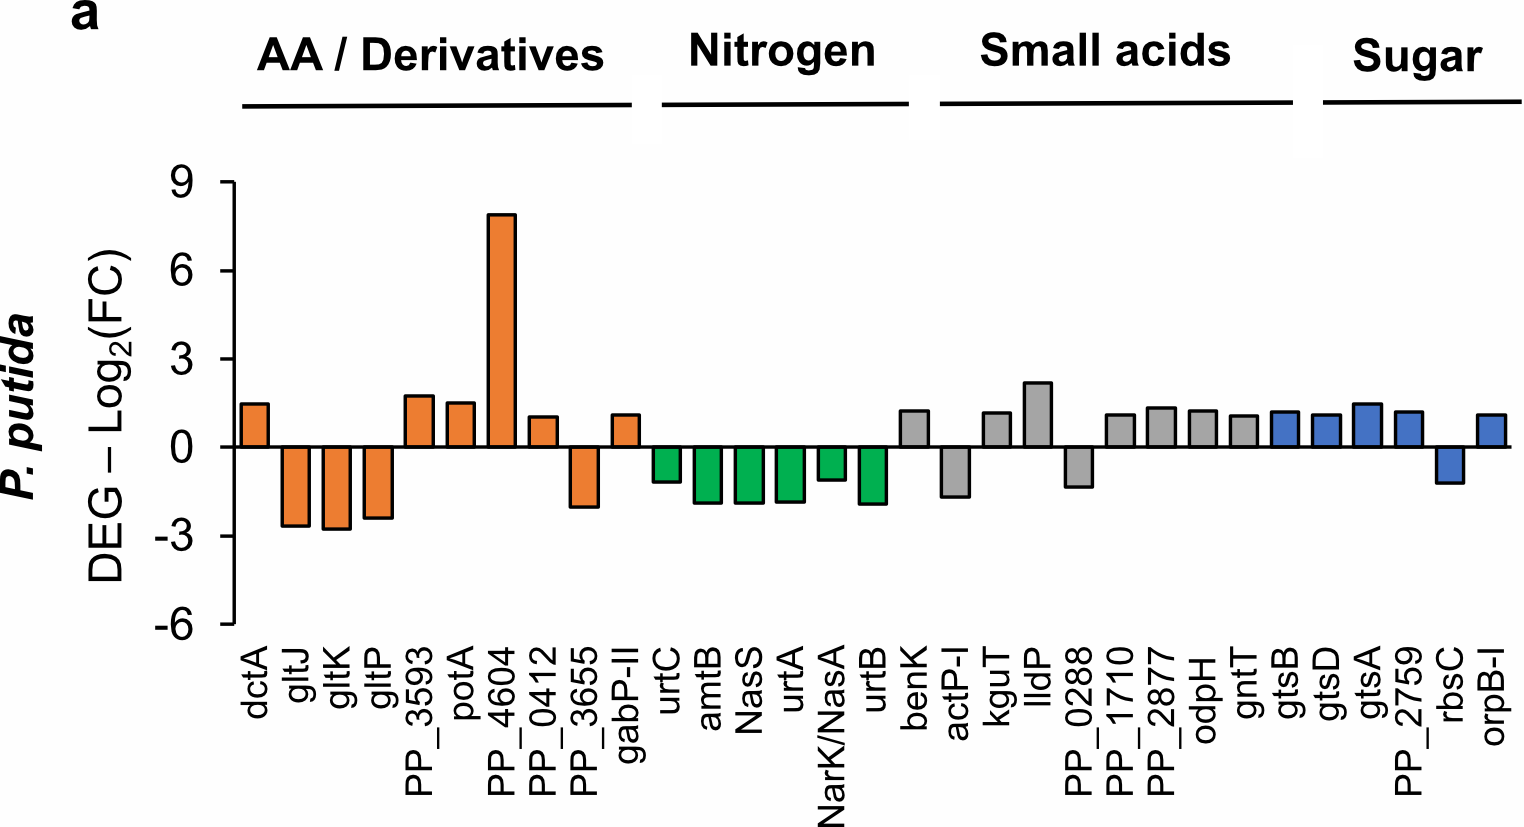 a
AA / Derivatives
Nitrogen
Small acids
Sugar
P. putida
DEG – Log₂(FC)
9
6
3
0
-3
-6
dctA
gltJ
gltK
gltP
PP_3593
potA
PP_4604
PP_0412
PP_3655
gabP-II
urtC
amtB
NasS
urtA
NarK/NasA
urtB
benK
actP-I
kguT
lldP
PP_0288
PP_1710
PP_2877
odpH
gntT
gtsB
gtsD
gtsA
PP_2759
rbsC
orpB-I